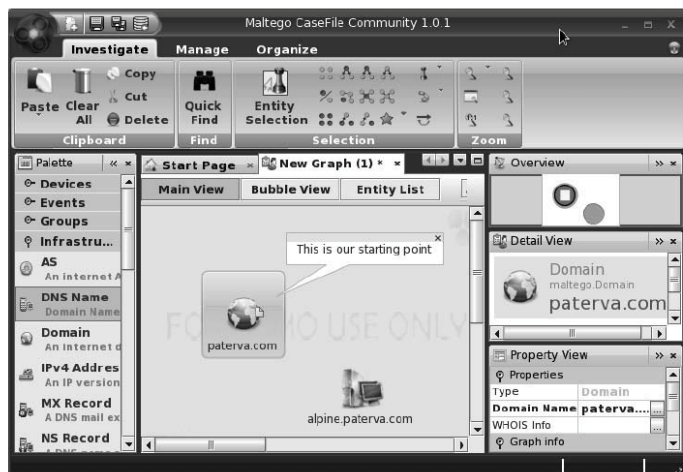 Maltego CaseFile Community 1.0 1
Investigate Manage Organize
Paste
Clear All
Copy
Cut
Delete
Clipboard
Quick Find
Find
Entity Selection
Selection
Zoom
Palette
Devices
Events
Groups
Infrastru...
AS
An internet A
DNS Name
Domain Name
Domain
An internet d
IPv4 Addres
An IP version
MX Record
A DNS mail ex
NS Record
Start Page
New Graph (1) *
Main View Bubble View Entity List
This is our starting point
paterva.com
alpine.paterva.com
Overview
Detail View
Domain
maltego.Domain
paterva.com
Property View
Properties
Type Domain
Domain Name paterva....
WHOIS Info
Graph info